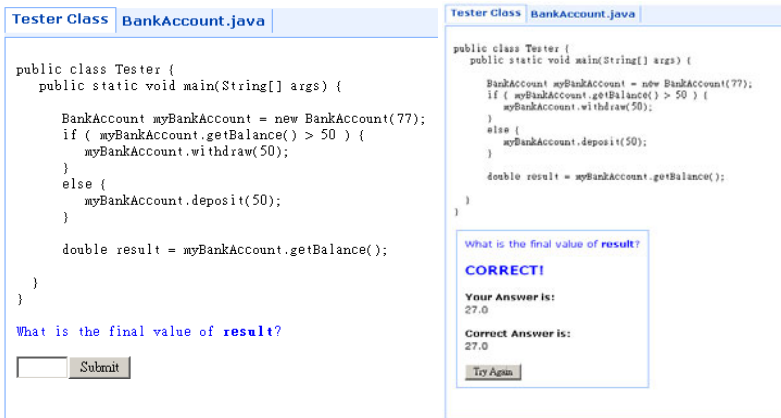 Tester Class BankAccount.java
public class Tester {
public static void main(String[] args) {
BankAccount myBankAccount = new BankAccount(77);
if ( myBankAccount.getBalance() > 50 ) {
myBankAccount.withdraw(50);
}
else {
myBankAccount.deposit(50);
}
double result = myBankAccount.getBalance();
}
}
What is the final value of result?
Submit
Tester Class BankAccount.java
public class Tester {
public static void main(String[] args) {
BankAccount myBankAccount = new BankAccount(77);
if ( myBankAccount.getBalance() > 50 ) {
myBankAccount.withdraw(50);
}
else {
myBankAccount.deposit(50);
}
double result = myBankAccount.getBalance();
}
}
What is the final value of result?
CORRECT!
Your Answer is:
27.0
Correct Answer is:
27.0
Try Again